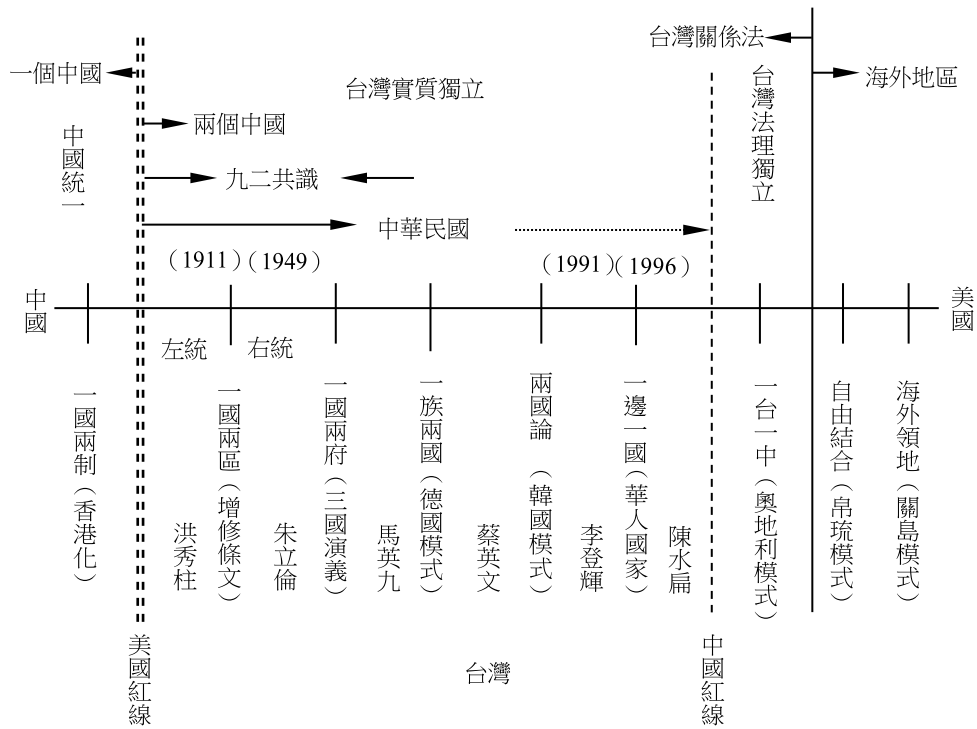 台灣關係法
一個中國
台灣實質獨立
台灣法理獨立
海外地區
中國統一
兩個中國
九二共識
中華民國
（1911）（1949）
（1991）（1996）
中國
美國
左統
右統
一國兩制（香港化）
一國兩區（增修條文）
一國兩府（三國演義）
一族兩國（德國模式）
兩國論（韓國模式）
一邊一國（華人國家）
一台一中（奧地利模式）
自由結合（帛琉模式）
海外領地（關島模式）
洪秀柱
朱立倫
馬英九
蔡英文
李登輝
陳水扁
美國紅線
台灣
中國紅線